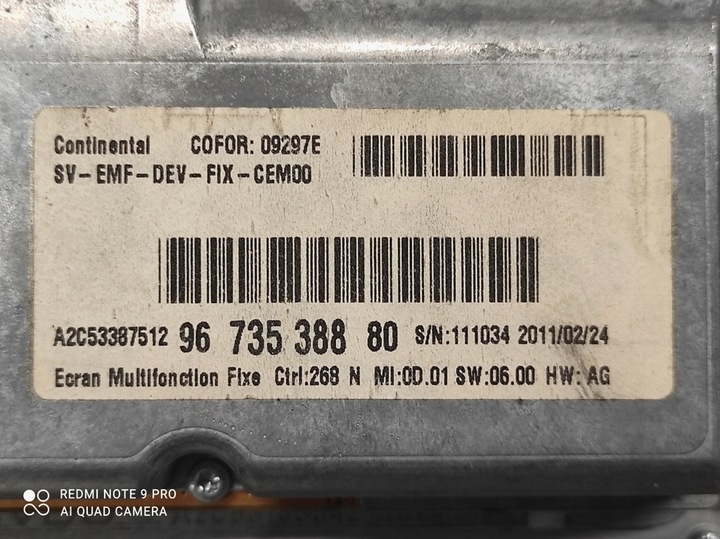 Continental COFOR: 09297E
SV-EMF-DEV-FIX-CEM00
A2C53387512 96 735 388 80 S/N:111034 2011/02/24
Ecran Multifonction Fixe Ctrl:268 N MI:0D.01 SW:06.00 HW: AG
REDMI NOTE 9 PRO
AI QUAD CAMERA